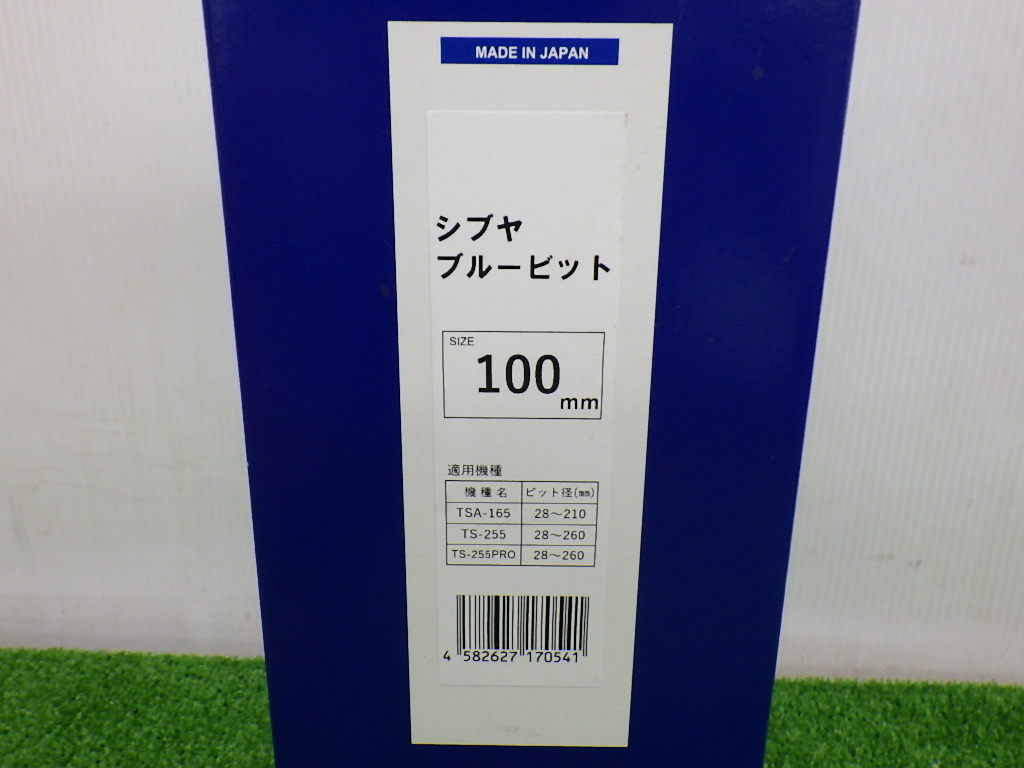 MADE IN JAPAN
シブヤ
ブルービット
SIZE
100
mm
適用機種
機種名 ビット径(㎜)
TSA-165 28〜210
TS-255 28〜260
TS-255PRO 28〜260
4 582627 170541